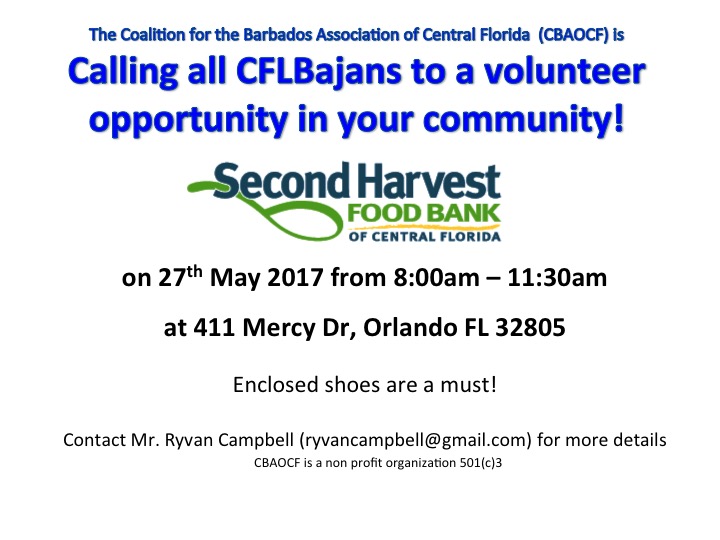 The Coalition for the Barbados Association of Central Florida (CBAOCF) is
Calling all CFLBajans to a volunteer
opportunity in your community!
Second Harvest
FOOD BANK
OF CENTRAL FLORIDA
on 27th May 2017 from 8:00am – 11:30am
at 411 Mercy Dr, Orlando FL 32805
Enclosed shoes are a must!
Contact Mr. Ryvan Campbell (ryvancampbell@gmail.com) for more details
CBAOCF is a non profit organization 501(c)3